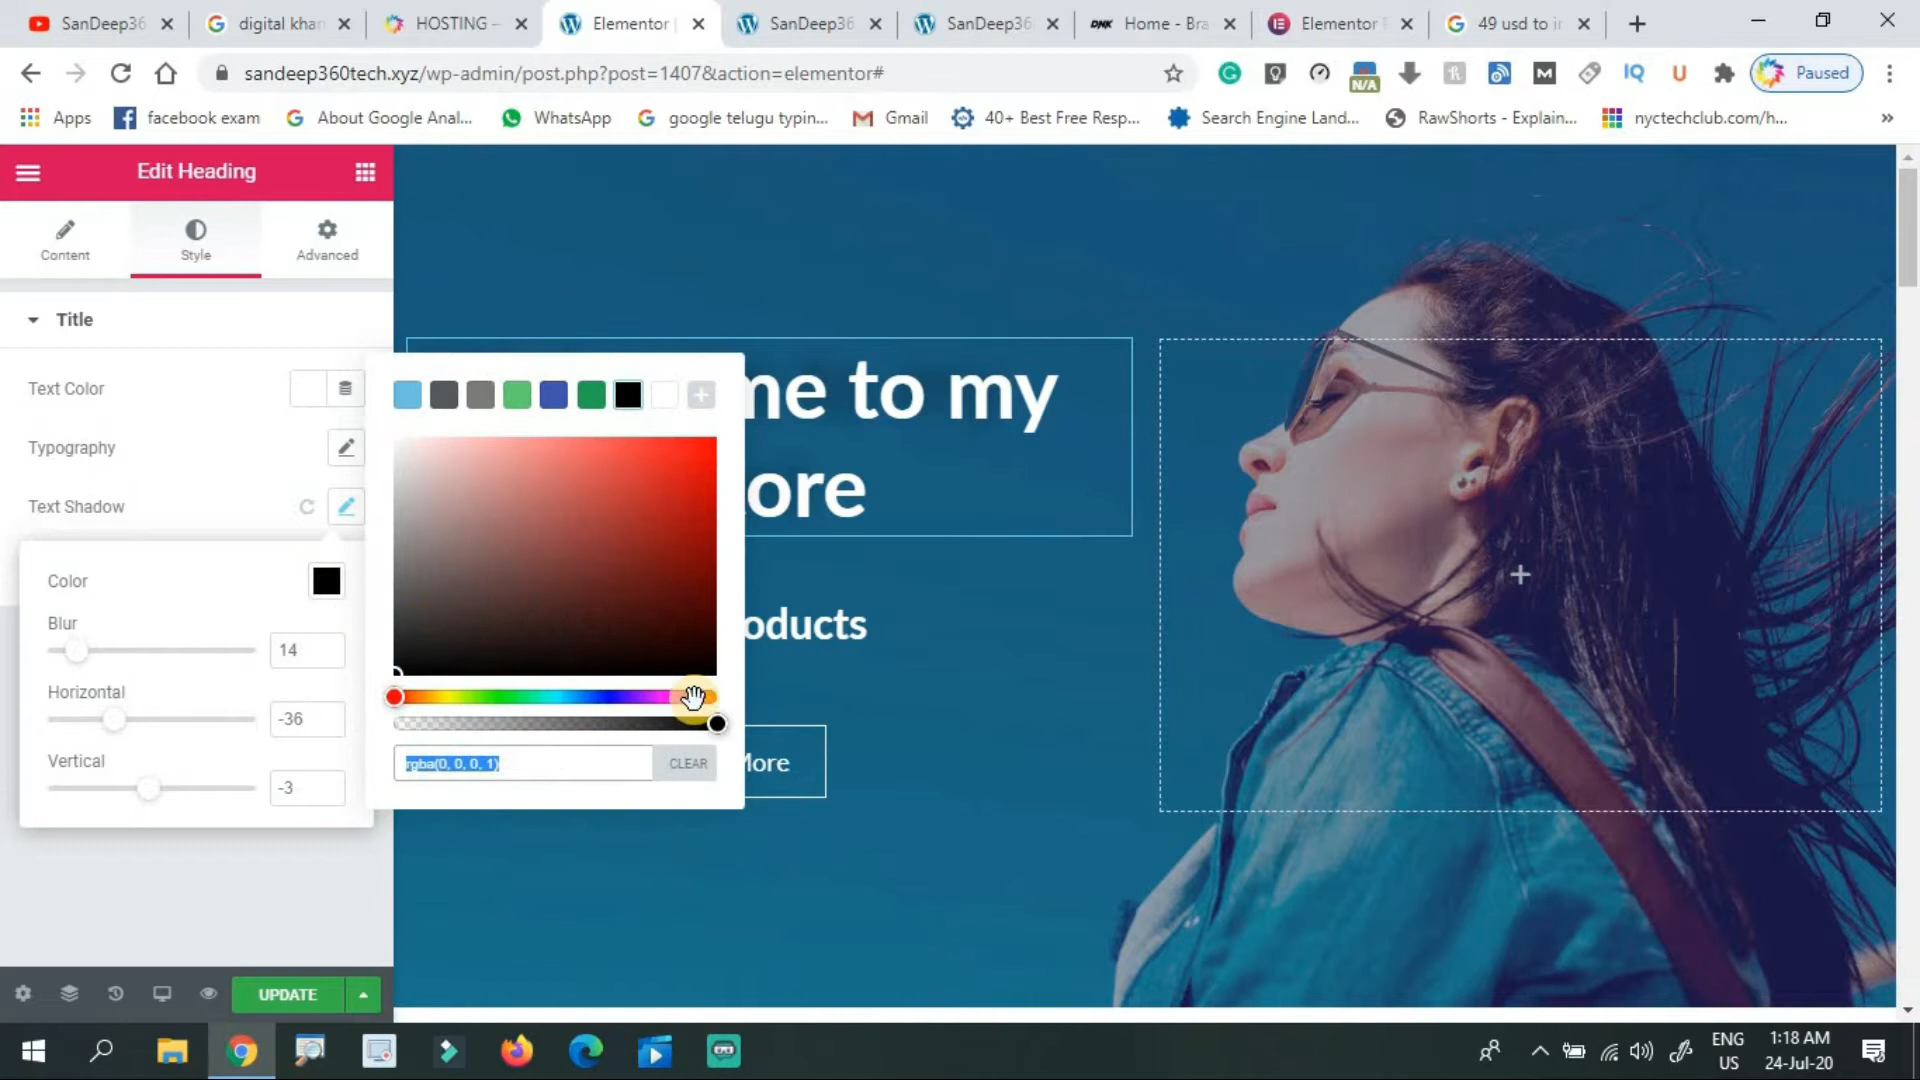 SanDeep36
digital khan
HOSTING –
Elementor
SanDeep36
SanDeep36
DNK Home - Bra
Elementor
49 usd to in
sandeep360tech.xyz/wp-admin/post.php?post=1407&action=elementor#
N/A
IQ
Paused
Apps
facebook exam
About Google Anal...
WhatsApp
google telugu typin...
Gmail
40+ Best Free Resp...
Search Engine Land...
RawShorts - Explain...
nyctechclub.com/h...
»
Edit Heading
Content
Style
Advanced
Title
Text Color
Typography
Text Shadow
Color
Blur
14
Horizontal
-36
Vertical
-3
rgba(0, 0, 0, 1)
CLEAR
me to my
ore
oducts
More
UPDATE
ENG
US
1:18 AM
24-Jul-20